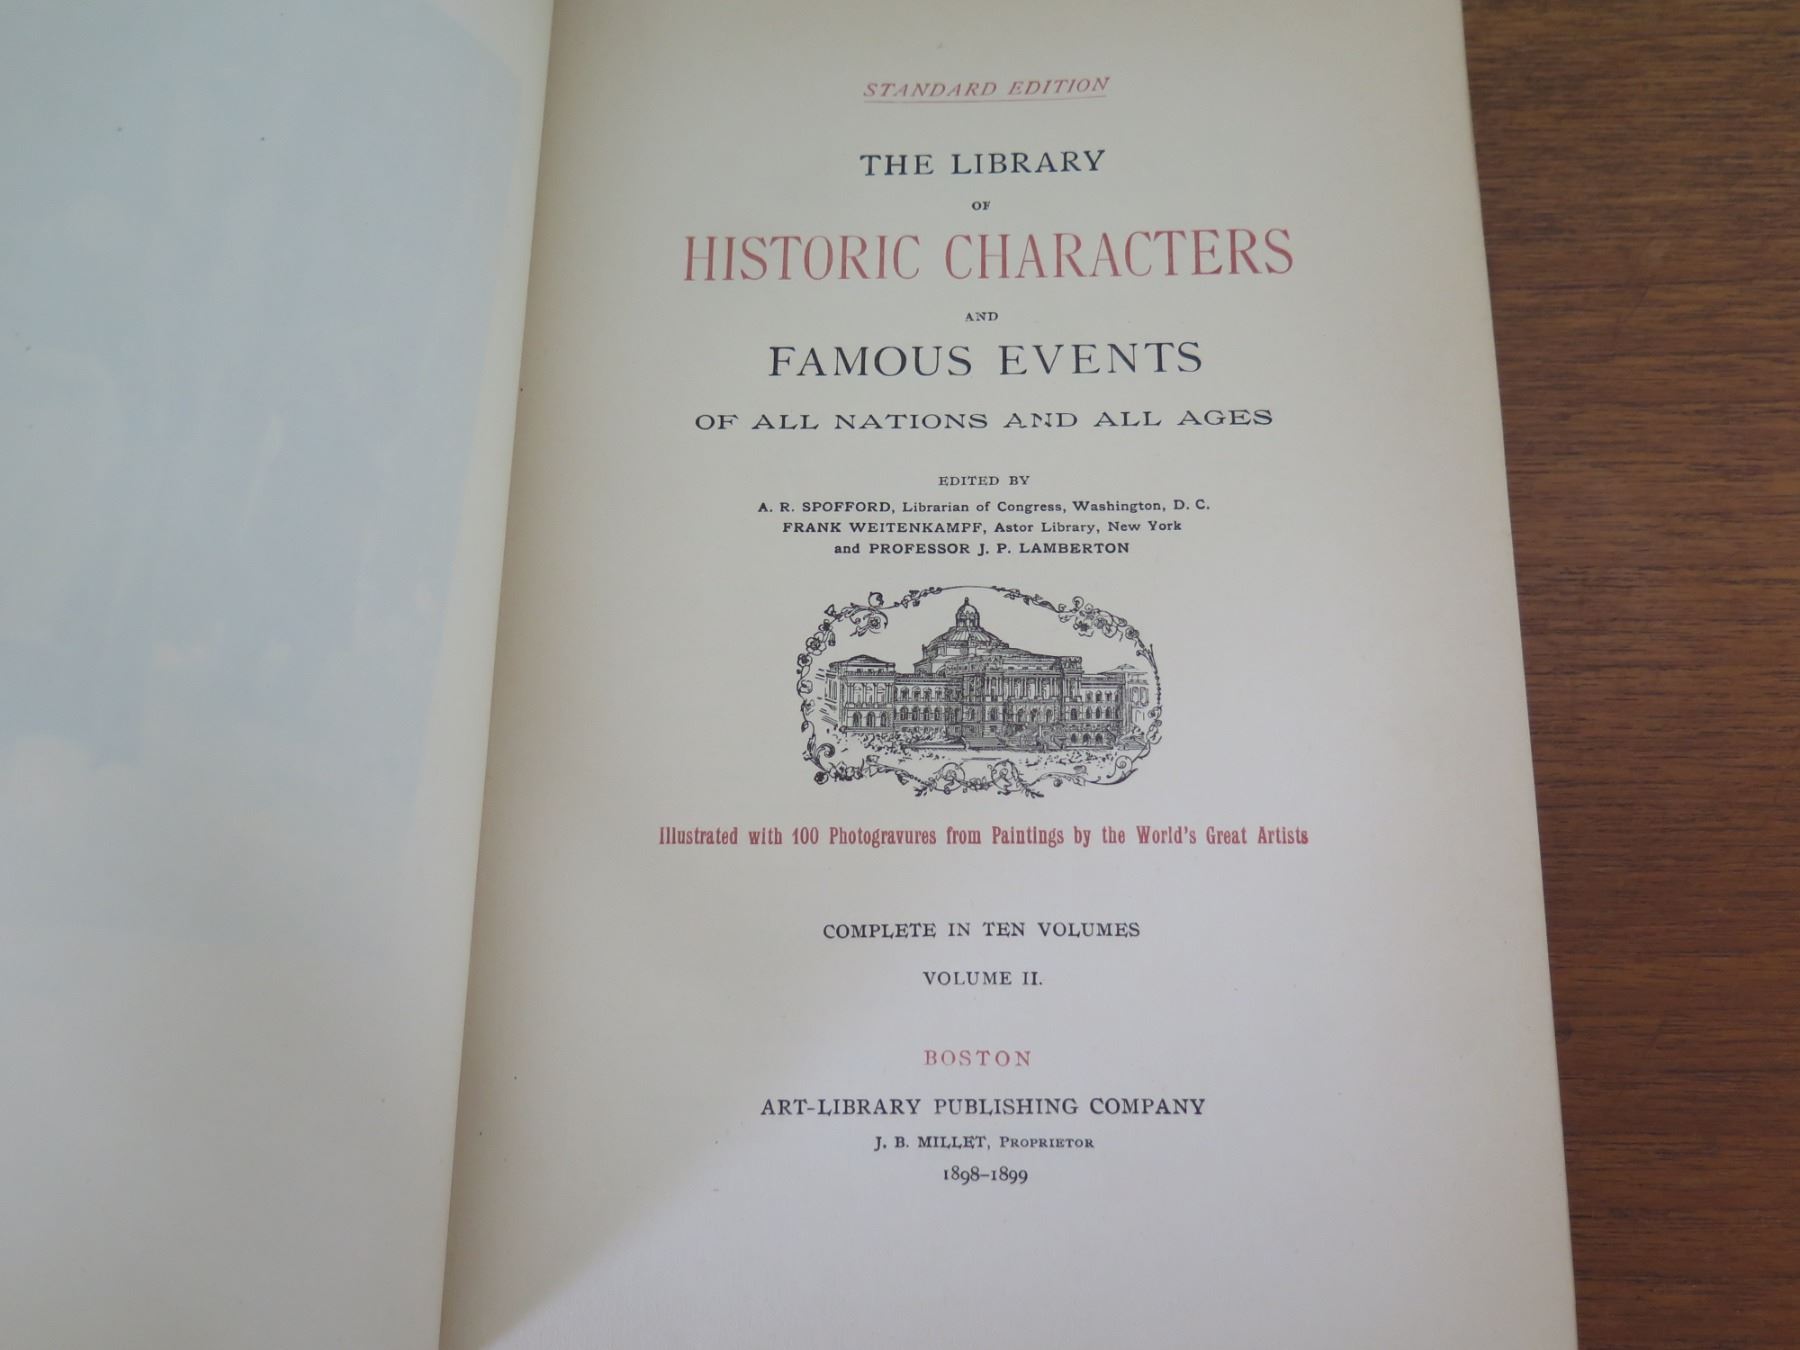 STANDARD EDITION
THE LIBRARY
OF
HISTORIC CHARACTERS
AND
FAMOUS EVENTS
OF ALL NATIONS AND ALL AGES
EDITED BY
A. R. SPOFFORD, Librarian of Congress, Washington, D. C.
FRANK WEITENKAMPF, Astor Library, New York
and PROFESSOR J. P. LAMBERTON
Illustrated with 100 Photogravures from Paintings by the World's Great Artists
COMPLETE IN TEN VOLUMES
VOLUME II.
BOSTON
ART-LIBRARY PUBLISHING COMPANY
J. B. MILLET, PROPRIETOR
1898–1899